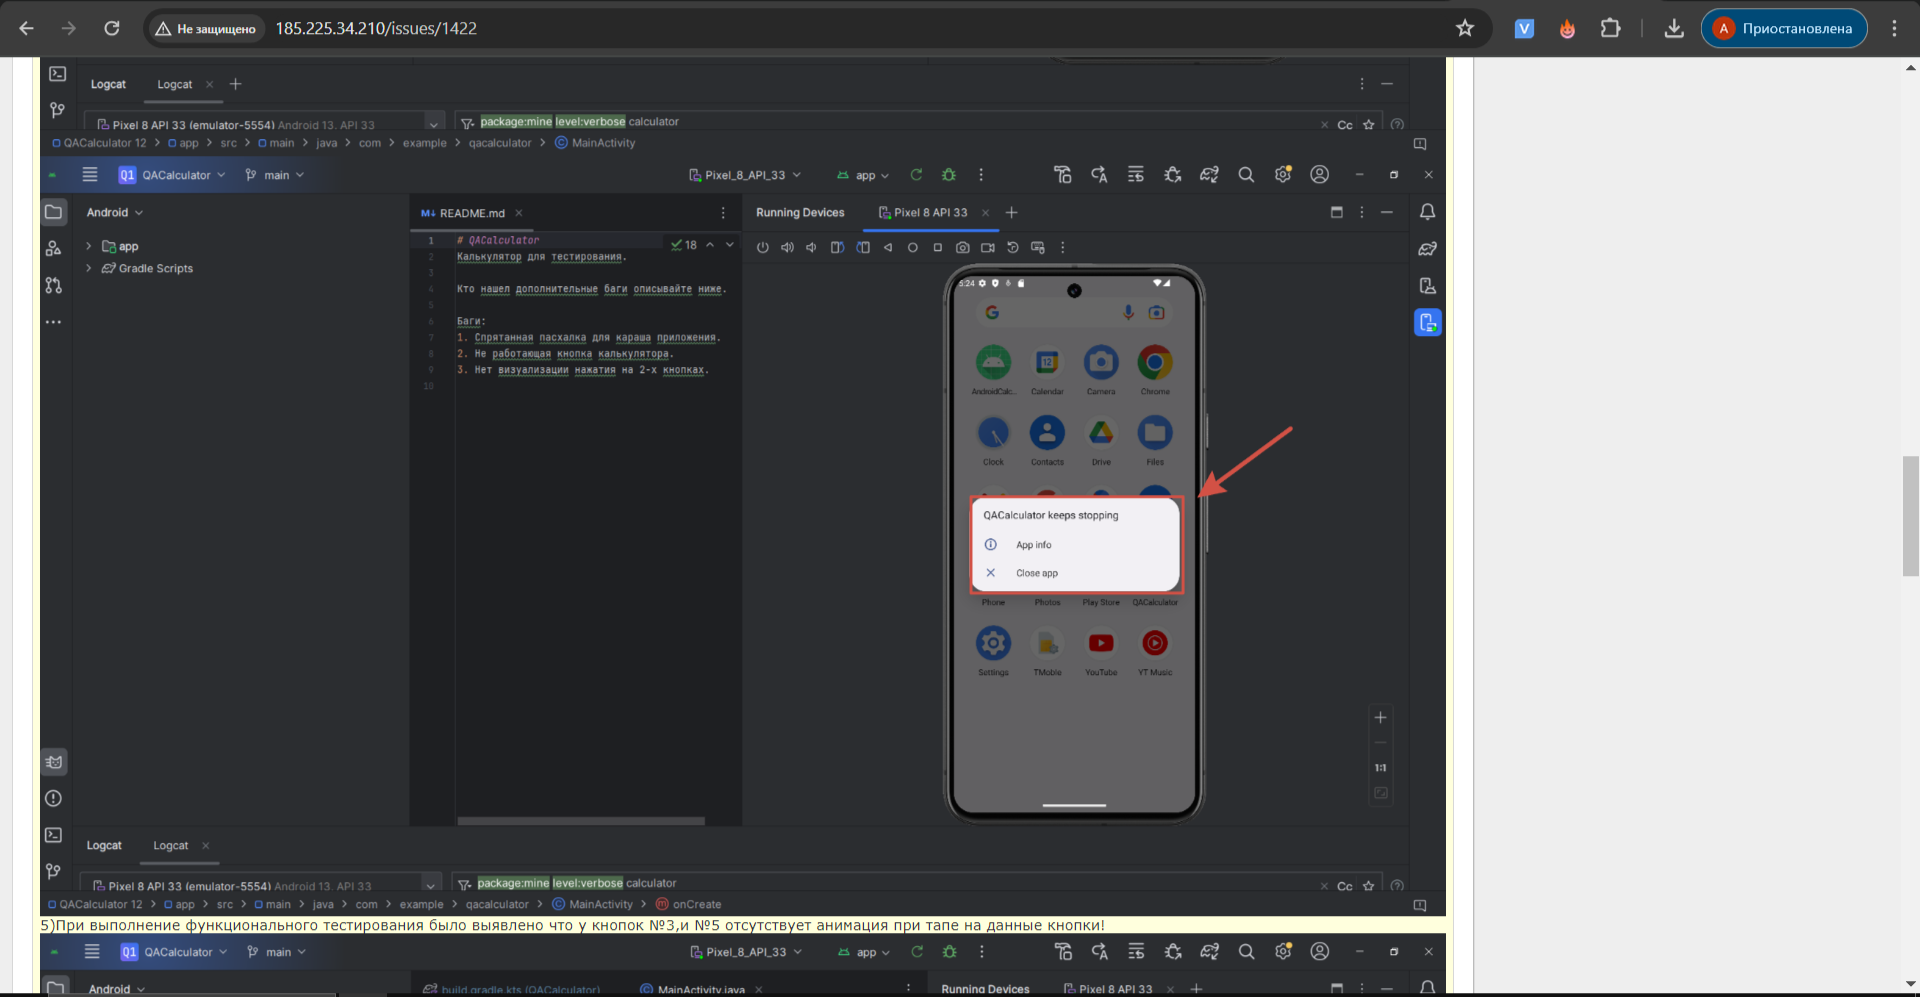 Не защищено
185.225.34.210/issues/1422
Приостановлена
Logcat
Logcat
Pixel 8 API 33 (emulator-5554) Android 13, API 33
package:mine level:verbose calculator
Cc
QACalculator 12 > app > src > main > java > com > example > qacalculator > MainActivity
Q1 QACalculator
main
Pixel_8_API_33
app
Android
README.md
Running Devices
Pixel 8 API 33
app
Gradle Scripts
18
1 # QACalculator
2 Калькулятор для тестирования.
3
4 Кто нашел дополнительные баги описывайте ниже.
5
6 Баги:
7 1. Спрятанная пасхалка для караша приложения.
8 2. Не работающая кнопка калькулятора.
9 3. Нет визуализации нажатия на 2-х кнопках.
10
5:24
AndroidCalc...
Calendar
Camera
Chrome
Clock
Contacts
Drive
Files
QACalculator keeps stopping
App info
Close app
Phone
Photos
Play Store
QACalculator
Settings
TMobile
YouTube
YT Music
1:1
Logcat
Logcat
Pixel 8 API 33 (emulator-5554) Android 13, API 33
package:mine level:verbose calculator
Cc
QACalculator 12 > app > src > main > java > com > example > qacalculator > MainActivity > onCreate
5)При выполнение функционального тестирования было выявлено что у кнопок №3,и №5 отсутствует анимация при тапе на данные кнопки!
Q1 QACalculator
main
Pixel_8_API_33
app
Android
build.gradle.kts (QACalculator)
MainActivity.java
Running Devices
Pixel 8 API 33